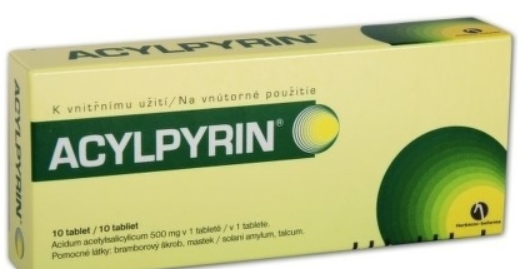 ACYLPYRIN
ACYLPYRIN
K vnitřnímu užití/Na vnútorné použitie
ACYLPYRIN®
10 tablet / 10 tabliet
Acidum acetylsalicylicum 500 mg v 1 tabletě / v 1 tablete.
Pomocné látky: bramborový škrob, mastek / solani amylum, talcum.